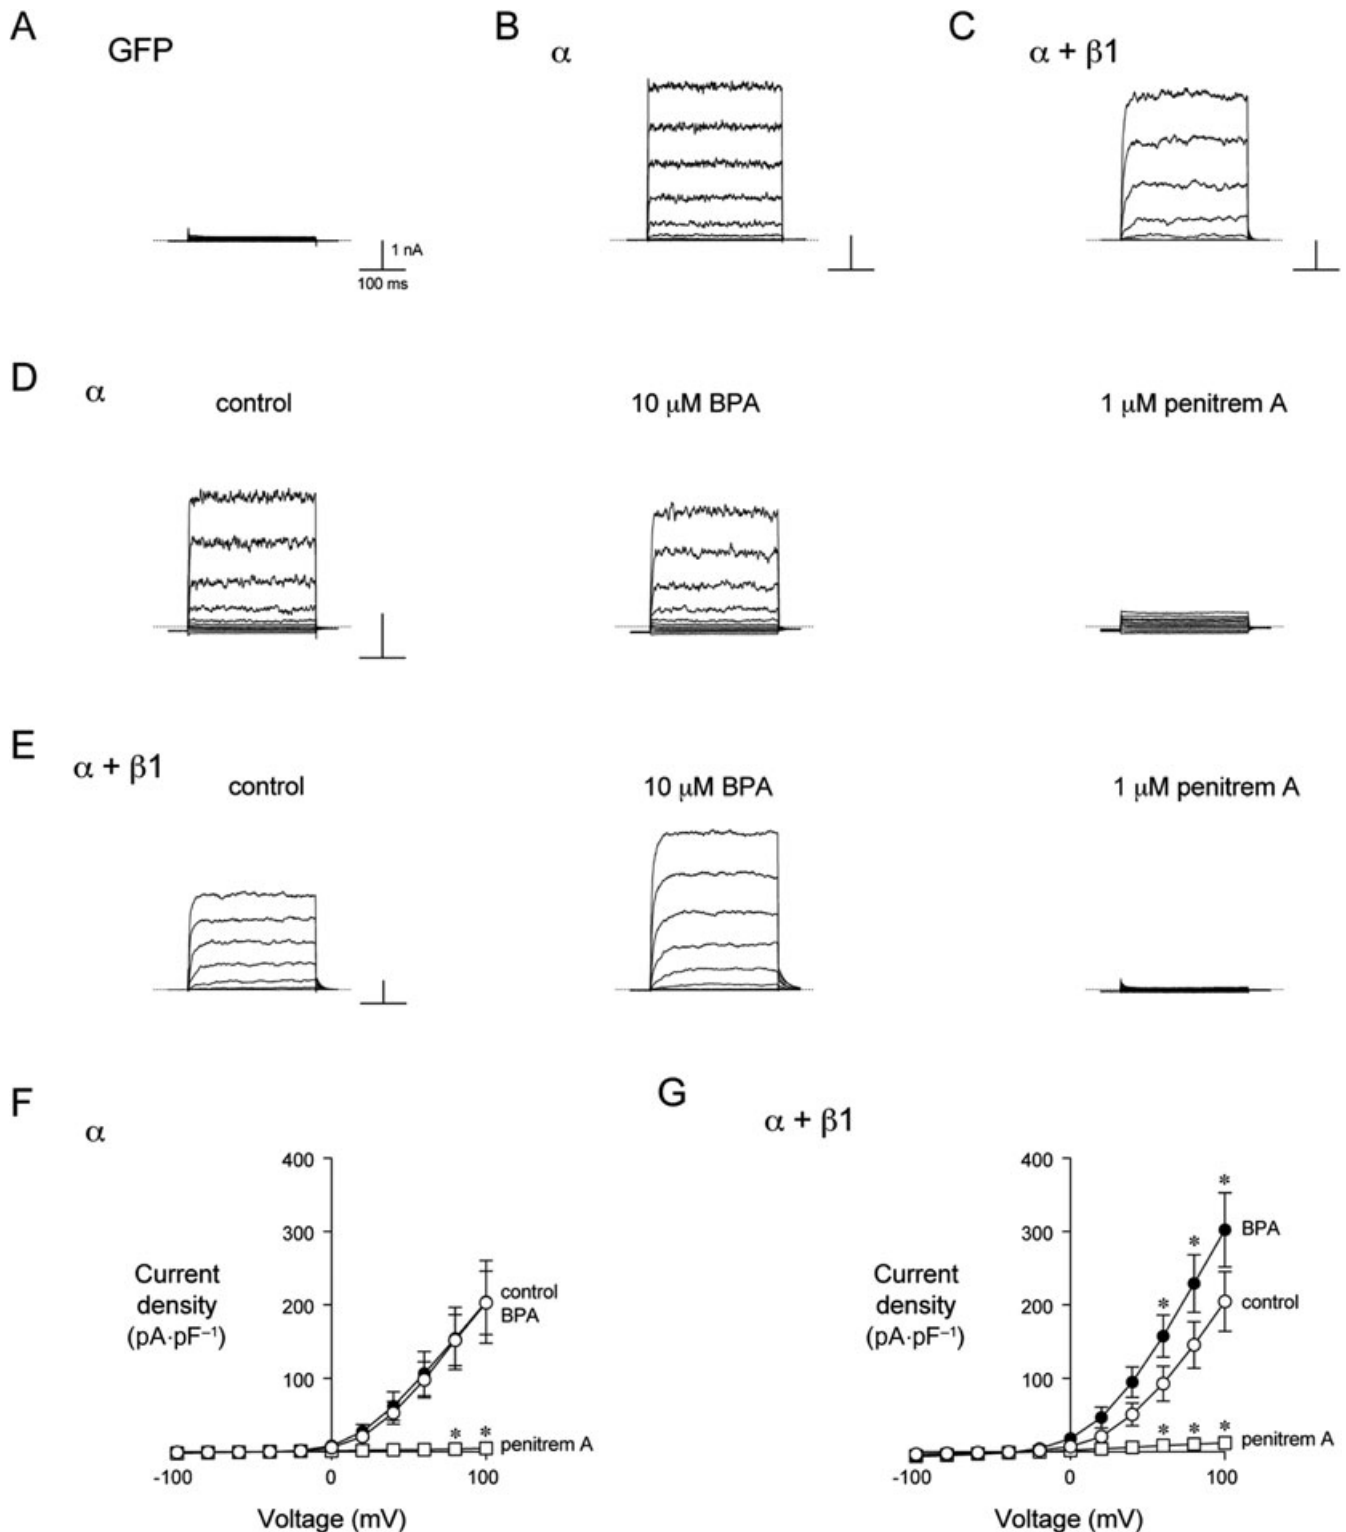 A
GFP
B
α
C
α + β1
1 nA
100 ms
D
α
control
10 μM BPA
1 μM penitrem A
E
α + β1
control
10 μM BPA
1 μM penitrem A
F
α
G
α + β1
400
300
200
100
Current
density
(pA·pF⁻¹)
control
BPA
* *
penitrem A
-100
0
100
Voltage (mV)
400
300
200
100
Current
density
(pA·pF⁻¹)
*
*
*
BPA
control
* * *
penitrem A
-100
0
100
Voltage (mV)